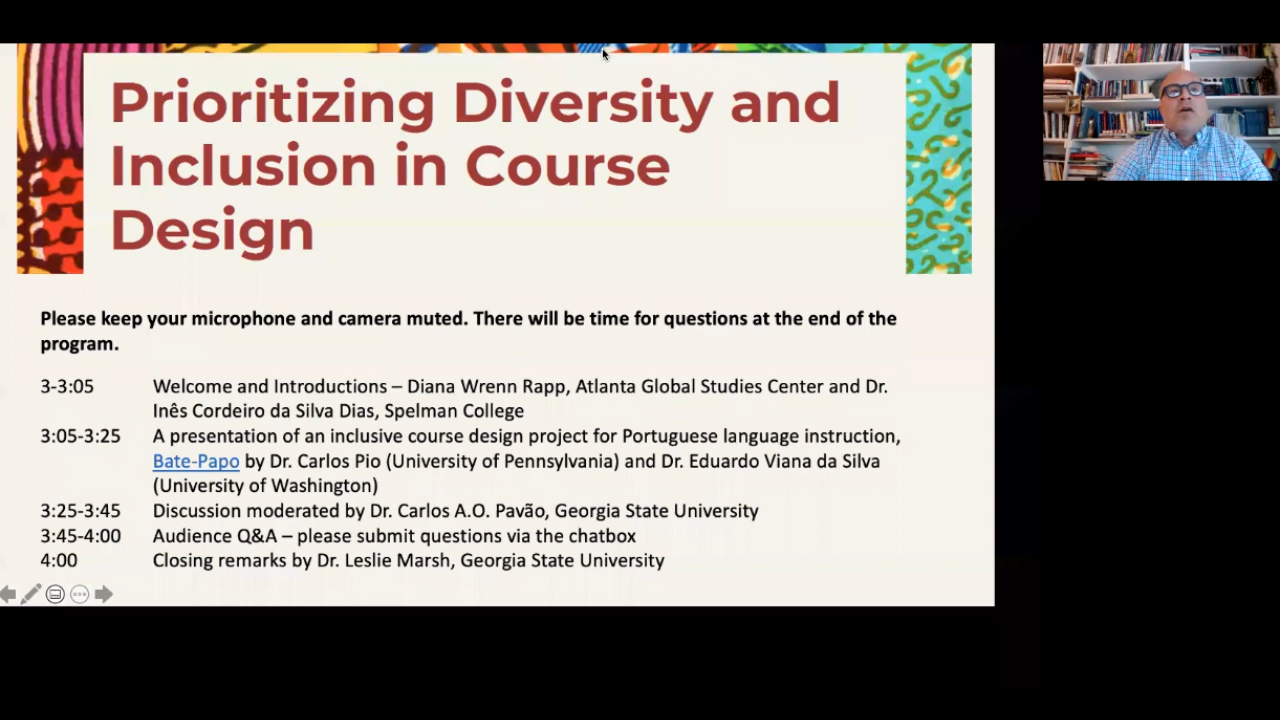 Prioritizing Diversity and
Inclusion in Course
Design
Please keep your microphone and camera muted. There will be time for questions at the end of the
program.
3-3:05 Welcome and Introductions – Diana Wrenn Rapp, Atlanta Global Studies Center and Dr.
Inês Cordeiro da Silva Dias, Spelman College
3:05-3:25 A presentation of an inclusive course design project for Portuguese language instruction,
Bate-Papo by Dr. Carlos Pio (University of Pennsylvania) and Dr. Eduardo Viana da Silva
(University of Washington)
3:25-3:45 Discussion moderated by Dr. Carlos A.O. Pavão, Georgia State University
3:45-4:00 Audience Q&A – please submit questions via the chatbox
4:00 Closing remarks by Dr. Leslie Marsh, Georgia State University